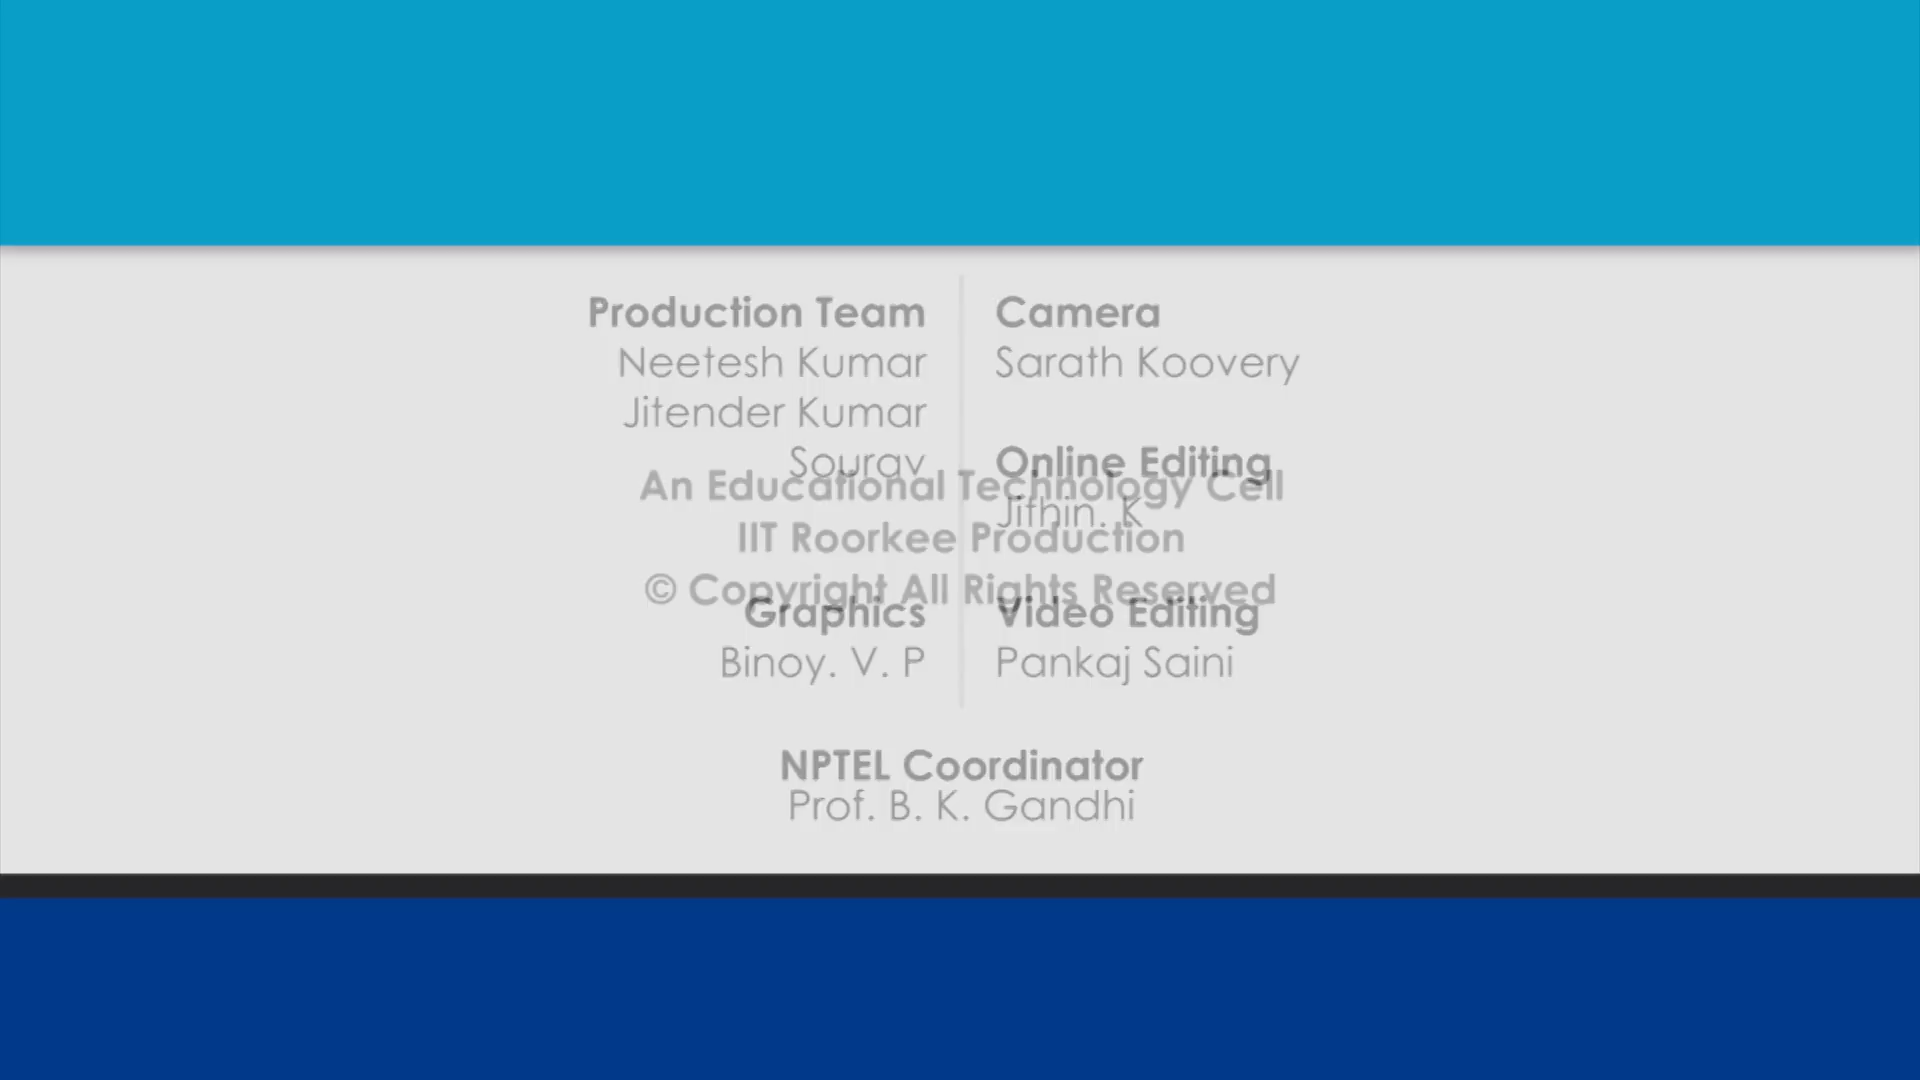 Production Team
Neetesh Kumar
Jitender Kumar
Sourav
Graphics
Binoy. V. P
Camera
Sarath Koovery
Online Editing
Jithin. K
Video Editing
Pankaj Saini
An Educational Technology Cell
IIT Roorkee Production
© Copyright All Rights Reserved
NPTEL Coordinator
Prof. B. K. Gandhi